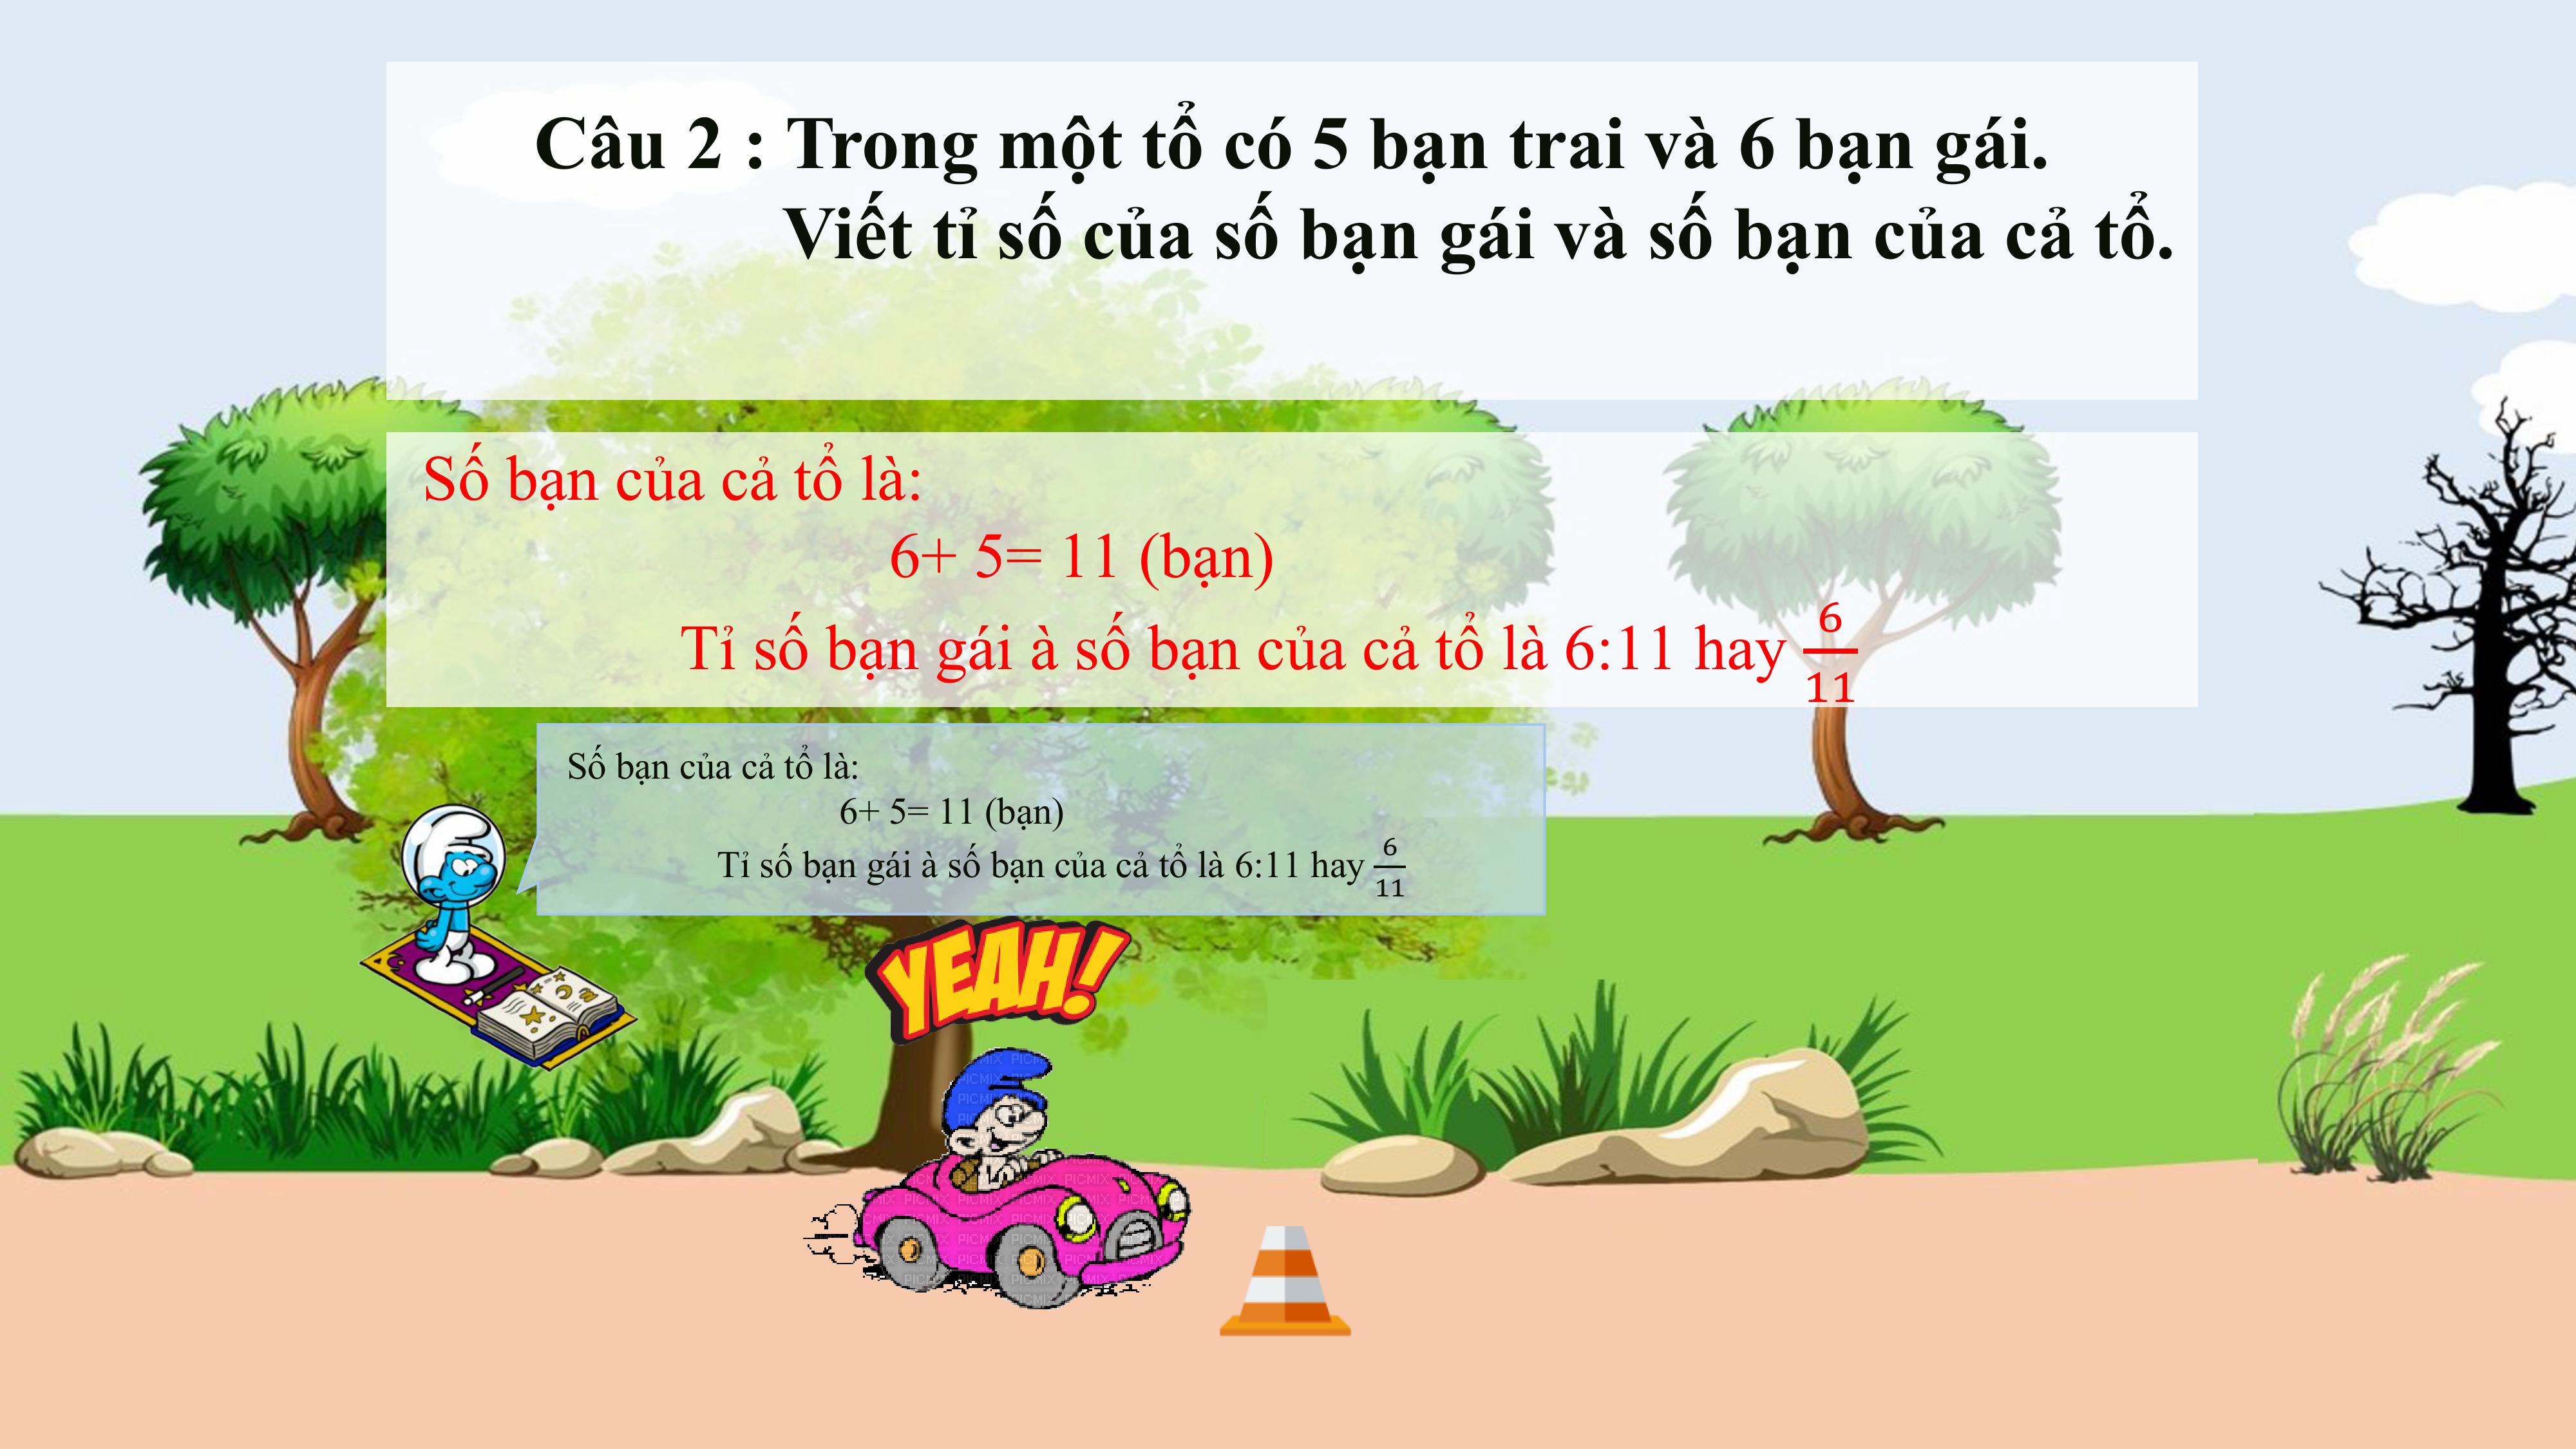 Câu 2 : Trong một tổ có 5 bạn trai và 6 bạn gái.
Viết tỉ số của số bạn gái và số bạn của cả tổ.
Số bạn của cả tổ là:
6+ 5= 11 (bạn)
Tỉ số bạn gái à số bạn của cả tổ là 6:11 hay 6/11
Số bạn của cả tổ là:
6+ 5= 11 (bạn)
Tỉ số bạn gái à số bạn của cả tổ là 6:11 hay 6/11
YEAH!
PICMIX